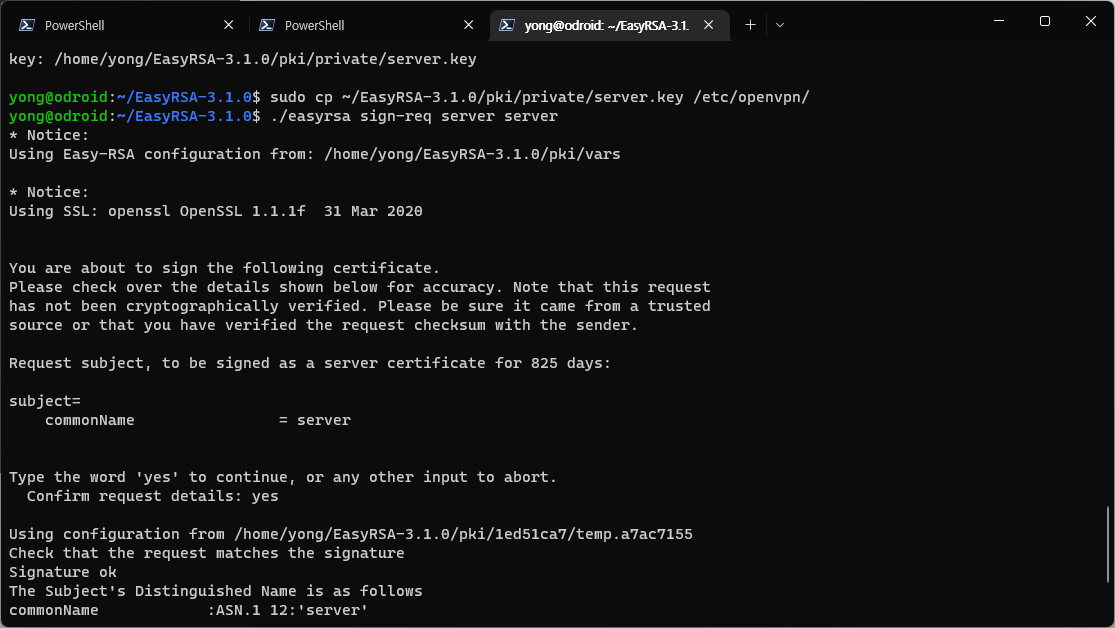 PowerShell
PowerShell
yong@odroid: ~/EasyRSA-3.1.
key: /home/yong/EasyRSA-3.1.0/pki/private/server.key
yong@odroid:~/EasyRSA-3.1.0$ sudo cp ~/EasyRSA-3.1.0/pki/private/server.key /etc/openvpn/
yong@odroid:~/EasyRSA-3.1.0$ ./easyrsa sign-req server server
* Notice:
Using Easy-RSA configuration from: /home/yong/EasyRSA-3.1.0/pki/vars
* Notice:
Using SSL: openssl OpenSSL 1.1.1f  31 Mar 2020
You are about to sign the following certificate.
Please check over the details shown below for accuracy. Note that this request
has not been cryptographically verified. Please be sure it came from a trusted
source or that you have verified the request checksum with the sender.
Request subject, to be signed as a server certificate for 825 days:
subject=
    commonName                = server
Type the word 'yes' to continue, or any other input to abort.
  Confirm request details: yes
Using configuration from /home/yong/EasyRSA-3.1.0/pki/1ed51ca7/temp.a7ac7155
Check that the request matches the signature
Signature ok
The Subject's Distinguished Name is as follows
commonName            :ASN.1 12:'server'